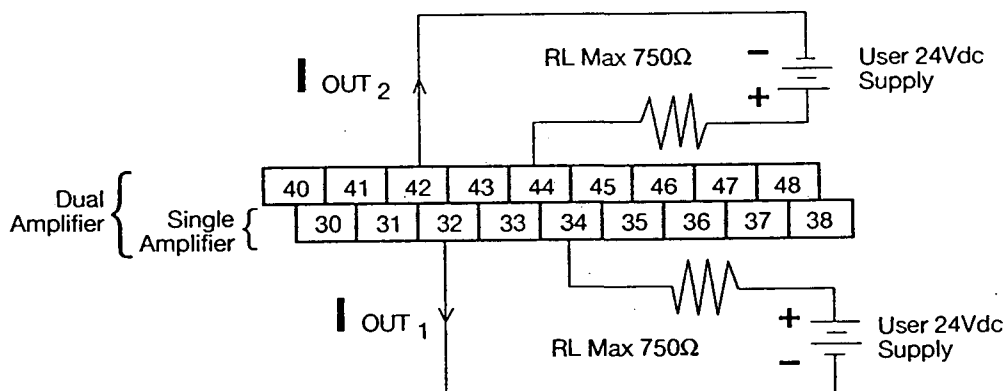 RL Max 750Ω
−
+
User 24Vdc
Supply
I OUT 2
40 41 42 43 44 45 46 47 48
30 31 32 33 34 35 36 37 38
Dual
Amplifier
Single
Amplifier
I OUT 1
RL Max 750Ω
+
−
User 24Vdc
Supply